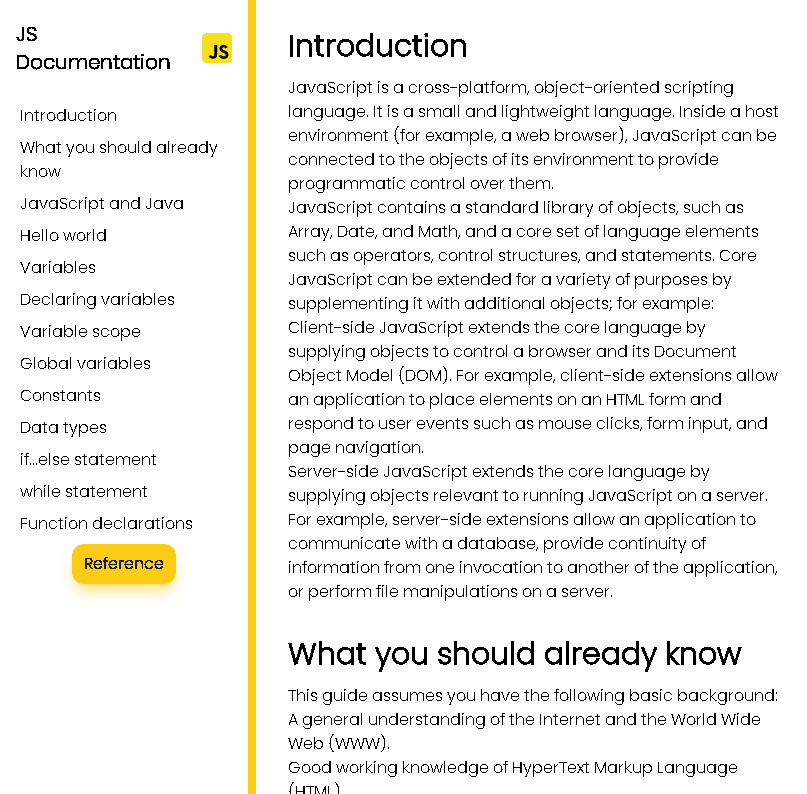 JS
Documentation
JS
Introduction
What you should already
know
JavaScript and Java
Hello world
Variables
Declaring variables
Variable scope
Global variables
Constants
Data types
if...else statement
while statement
Function declarations
Reference
Introduction
JavaScript is a cross-platform, object-oriented scripting
language. It is a small and lightweight language. Inside a host
environment (for example, a web browser), JavaScript can be
connected to the objects of its environment to provide
programmatic control over them.
JavaScript contains a standard library of objects, such as
Array, Date, and Math, and a core set of language elements
such as operators, control structures, and statements. Core
JavaScript can be extended for a variety of purposes by
supplementing it with additional objects; for example:
Client-side JavaScript extends the core language by
supplying objects to control a browser and its Document
Object Model (DOM). For example, client-side extensions allow
an application to place elements on an HTML form and
respond to user events such as mouse clicks, form input, and
page navigation.
Server-side JavaScript extends the core language by
supplying objects relevant to running JavaScript on a server.
For example, server-side extensions allow an application to
communicate with a database, provide continuity of
information from one invocation to another of the application,
or perform file manipulations on a server.
What you should already know
This guide assumes you have the following basic background:
A general understanding of the Internet and the World Wide
Web (WWW).
Good working knowledge of HyperText Markup Language
(HTML).